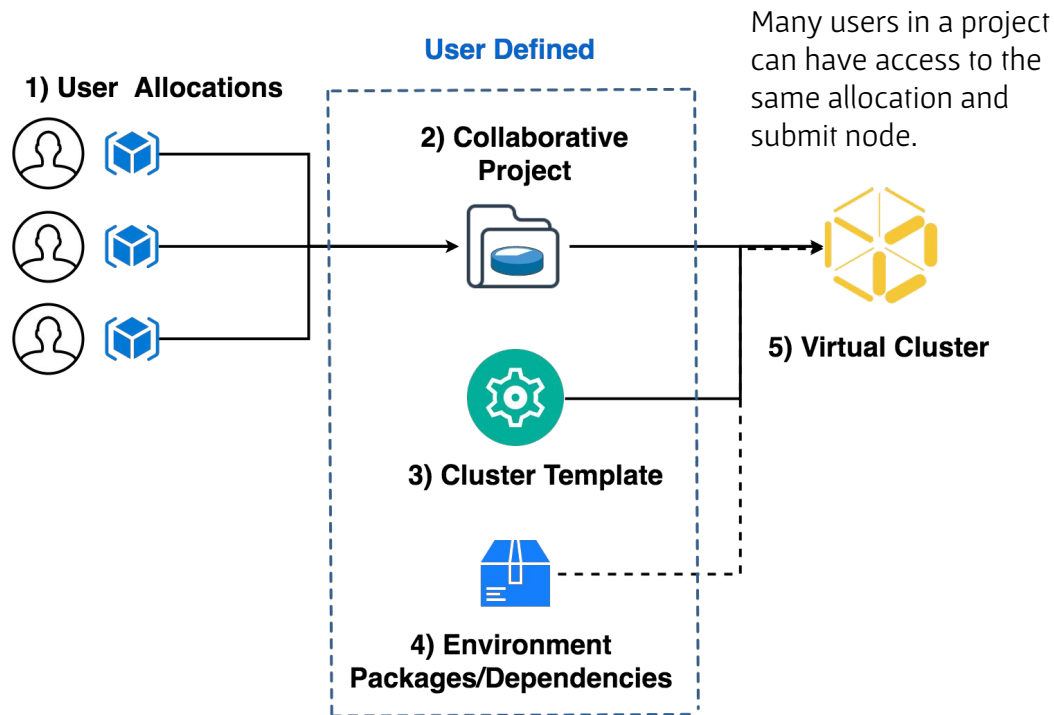 Many users in a project
can have access to the
same allocation and
submit node.
User Defined
1) User Allocations
2) Collaborative
Project
5) Virtual Cluster
3) Cluster Template
4) Environment
Packages/Dependencies